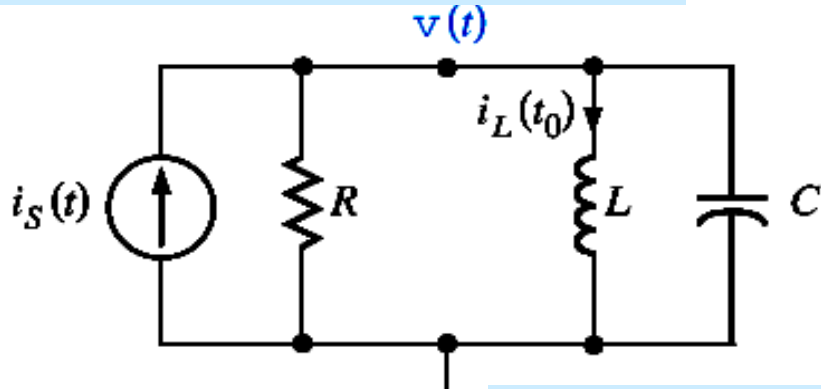 v(t)
i_L(t_0)
i_S(t)
R
L
C